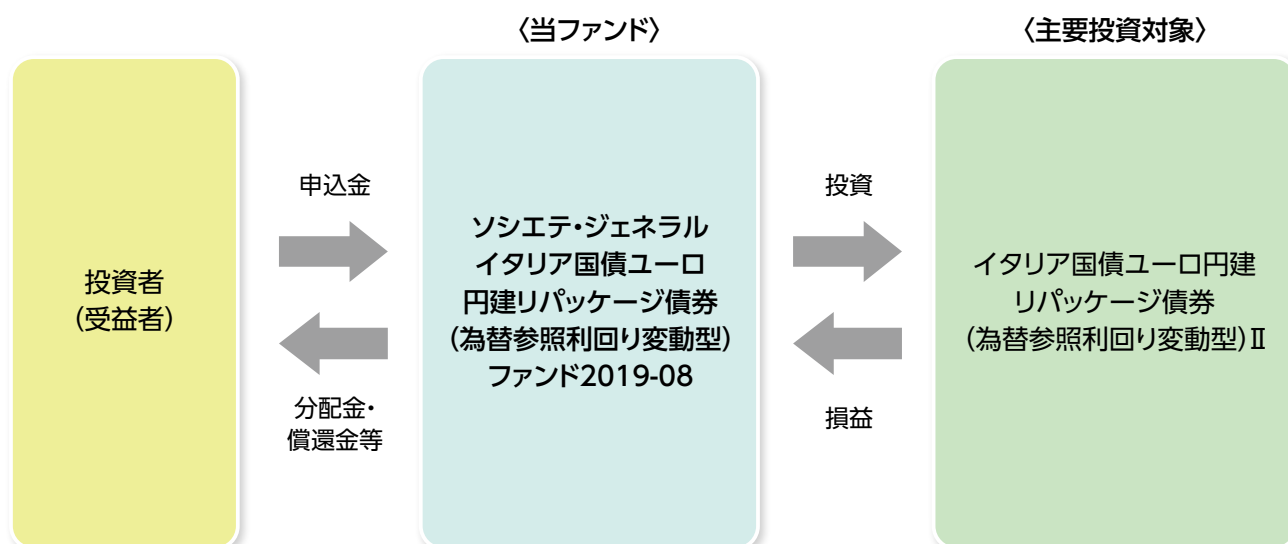 〈当ファンド〉
〈主要投資対象〉
投資者
(受益者)
申込金
分配金・
償還金等
ソシエテ・ジェネラル
イタリア国債ユーロ
円建リパッケージ債券
(為替参照利回り変動型)
ファンド2019-08
投資
損益
イタリア国債ユーロ円建
リパッケージ債券
(為替参照利回り変動型)Ⅱ